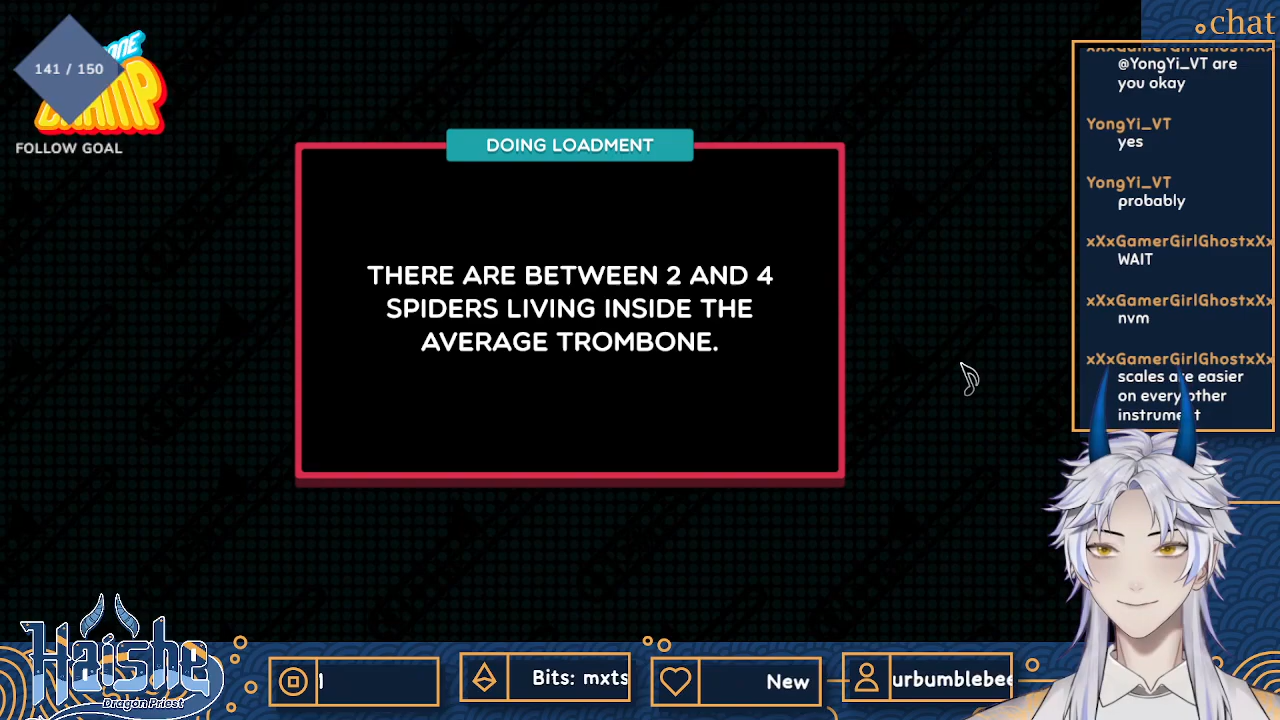 chat
141 / 150
FOLLOW GOAL
DOING LOADMENT
THERE ARE BETWEEN 2 AND 4
SPIDERS LIVING INSIDE THE
AVERAGE TROMBONE.
xXxGamerGirlGhostxXx
@YongYi_VT are
you okay
YongYi_VT
yes
YongYi_VT
probably
xXxGamerGirlGhostxXx
WAIT
xXxGamerGirlGhostxXx
nvm
xXxGamerGirlGhostxXx
scales are easier
on every other
instrument
Haishe
Dragon Priest
1
Bits: mxts
New
urbumblebee